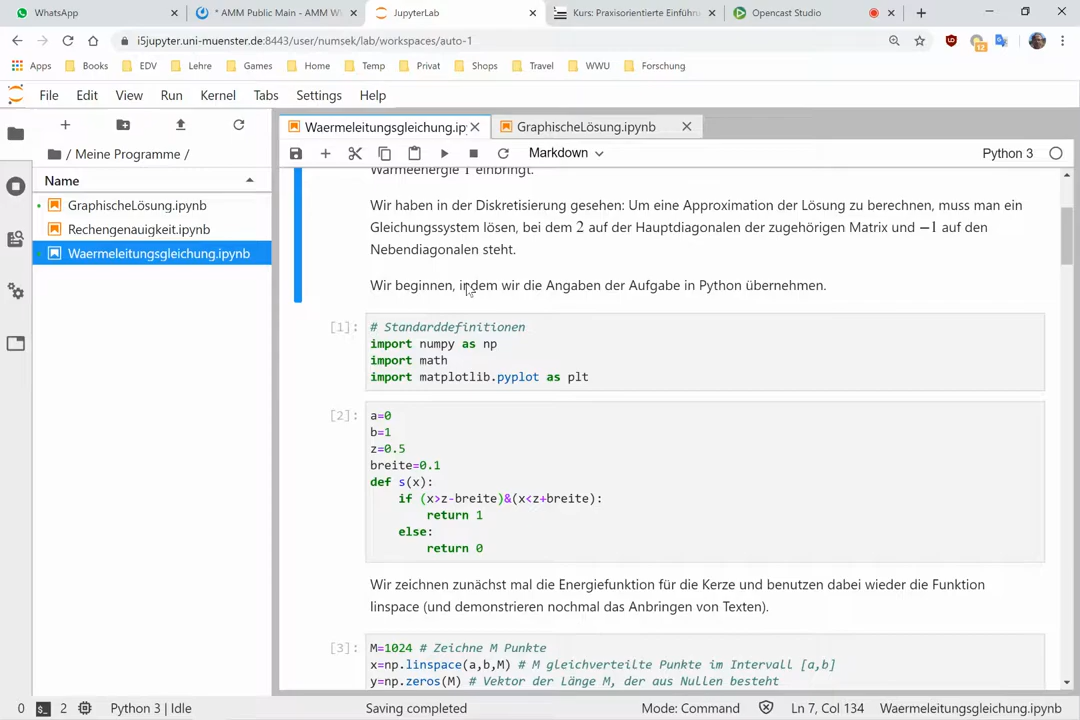 WhatsApp
* AMM Public Main - AMM W
JupyterLab
Kurs: Praxisorientierte Einführu
Opencast Studio
i5jupyter.uni-muenster.de:8443/user/numsek/lab/workspaces/auto-1
12
Apps Books EDV Lehre Games Home Temp Privat Shops Travel WWU Forschung
File Edit View Run Kernel Tabs Settings Help
Waermeleitungsgleichung.ip
GraphischeLösung.ipynb
/ Meine Programme /
Markdown
Python 3
Name
GraphischeLösung.ipynb
Rechengenauigkeit.ipynb
Waermeleitungsgleichung.ipynb
Wärmeenergie 1 einbringt.
Wir haben in der Diskretisierung gesehen: Um eine Approximation der Lösung zu berechnen, muss man ein
Gleichungssystem lösen, bei dem 2 auf der Hauptdiagonalen der zugehörigen Matrix und −1 auf den
Nebendiagonalen steht.
Wir beginnen, indem wir die Angaben der Aufgabe in Python übernehmen.
[1]: # Standarddefinitionen
import numpy as np
import math
import matplotlib.pyplot as plt
[2]: a=0
b=1
z=0.5
breite=0.1
def s(x):
if (x>z-breite)&(x<z+breite):
return 1
else:
return 0
Wir zeichnen zunächst mal die Energiefunktion für die Kerze und benutzen dabei wieder die Funktion
linspace (und demonstrieren nochmal das Anbringen von Texten).
[3]: M=1024 # Zeichne M Punkte
x=np.linspace(a,b,M) # M gleichverteilte Punkte im Intervall [a,b]
y=np.zeros(M) # Vektor der Länge M, der aus Nullen besteht
0 2 Python 3 | Idle Saving completed Mode: Command Ln 7, Col 134 Waermeleitungsgleichung.ipynb